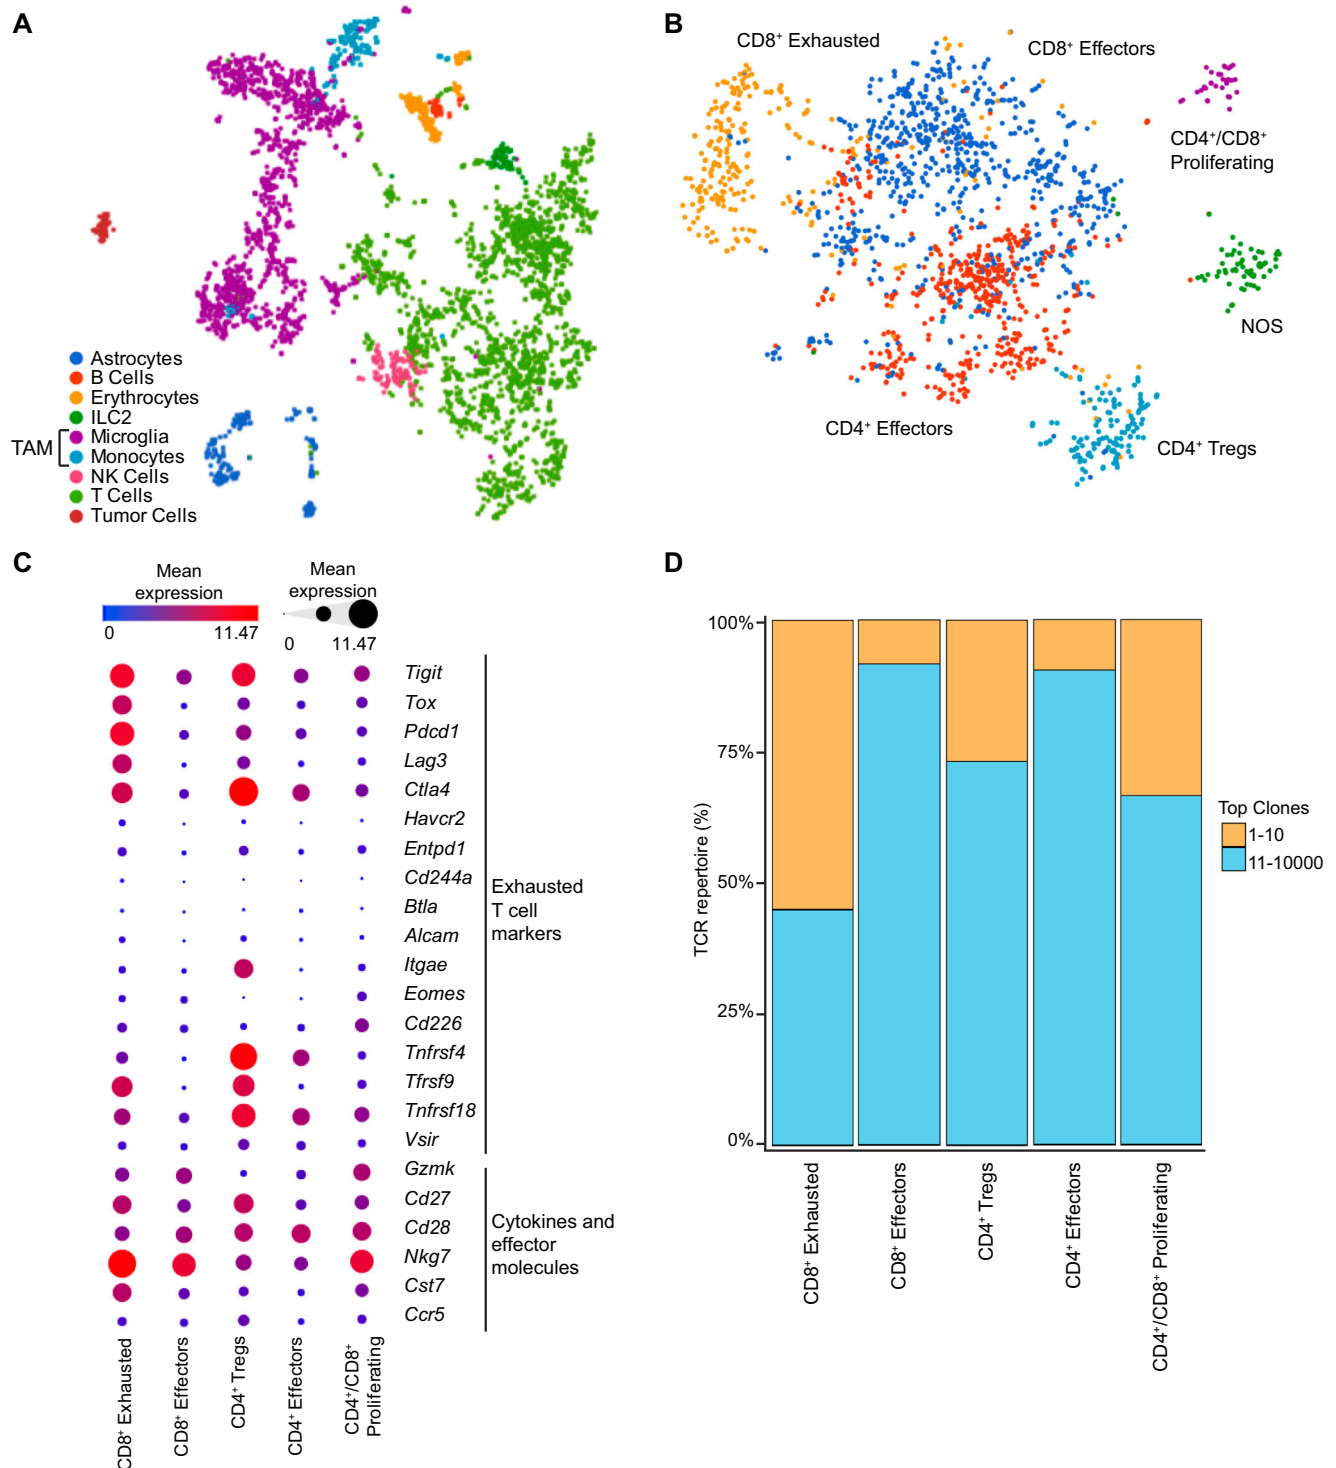 A
Astrocytes
B Cells
Erythrocytes
ILC2
TAM
Microglia
Monocytes
NK Cells
T Cells
Tumor Cells
B
CD8⁺ Exhausted
CD8⁺ Effectors
CD4⁺/CD8⁺
Proliferating
NOS
CD4⁺ Effectors
CD4⁺ Tregs
C
Mean
expression
0
11.47
Mean
expression
0
11.47
Tigit
Tox
Pdcd1
Lag3
Ctla4
Havcr2
Entpd1
Cd244a
Btla
Alcam
Itgae
Eomes
Cd226
Tnfrsf4
Tfrsf9
Tnfrsf18
Vsir
Gzmk
Cd27
Cd28
Nkg7
Cst7
Ccr5
Exhausted
T cell
markers
Cytokines and
effector
molecules
CD8⁺ Exhausted
CD8⁺ Effectors
CD4⁺ Tregs
CD4⁺ Effectors
CD4⁺/CD8⁺
Proliferating
D
TCR repertoire (%)
100%
75%
50%
25%
0%
CD8⁺ Exhausted
CD8⁺ Effectors
CD4⁺ Tregs
CD4⁺ Effectors
CD4⁺/CD8⁺ Proliferating
Top Clones
1-10
11-10000